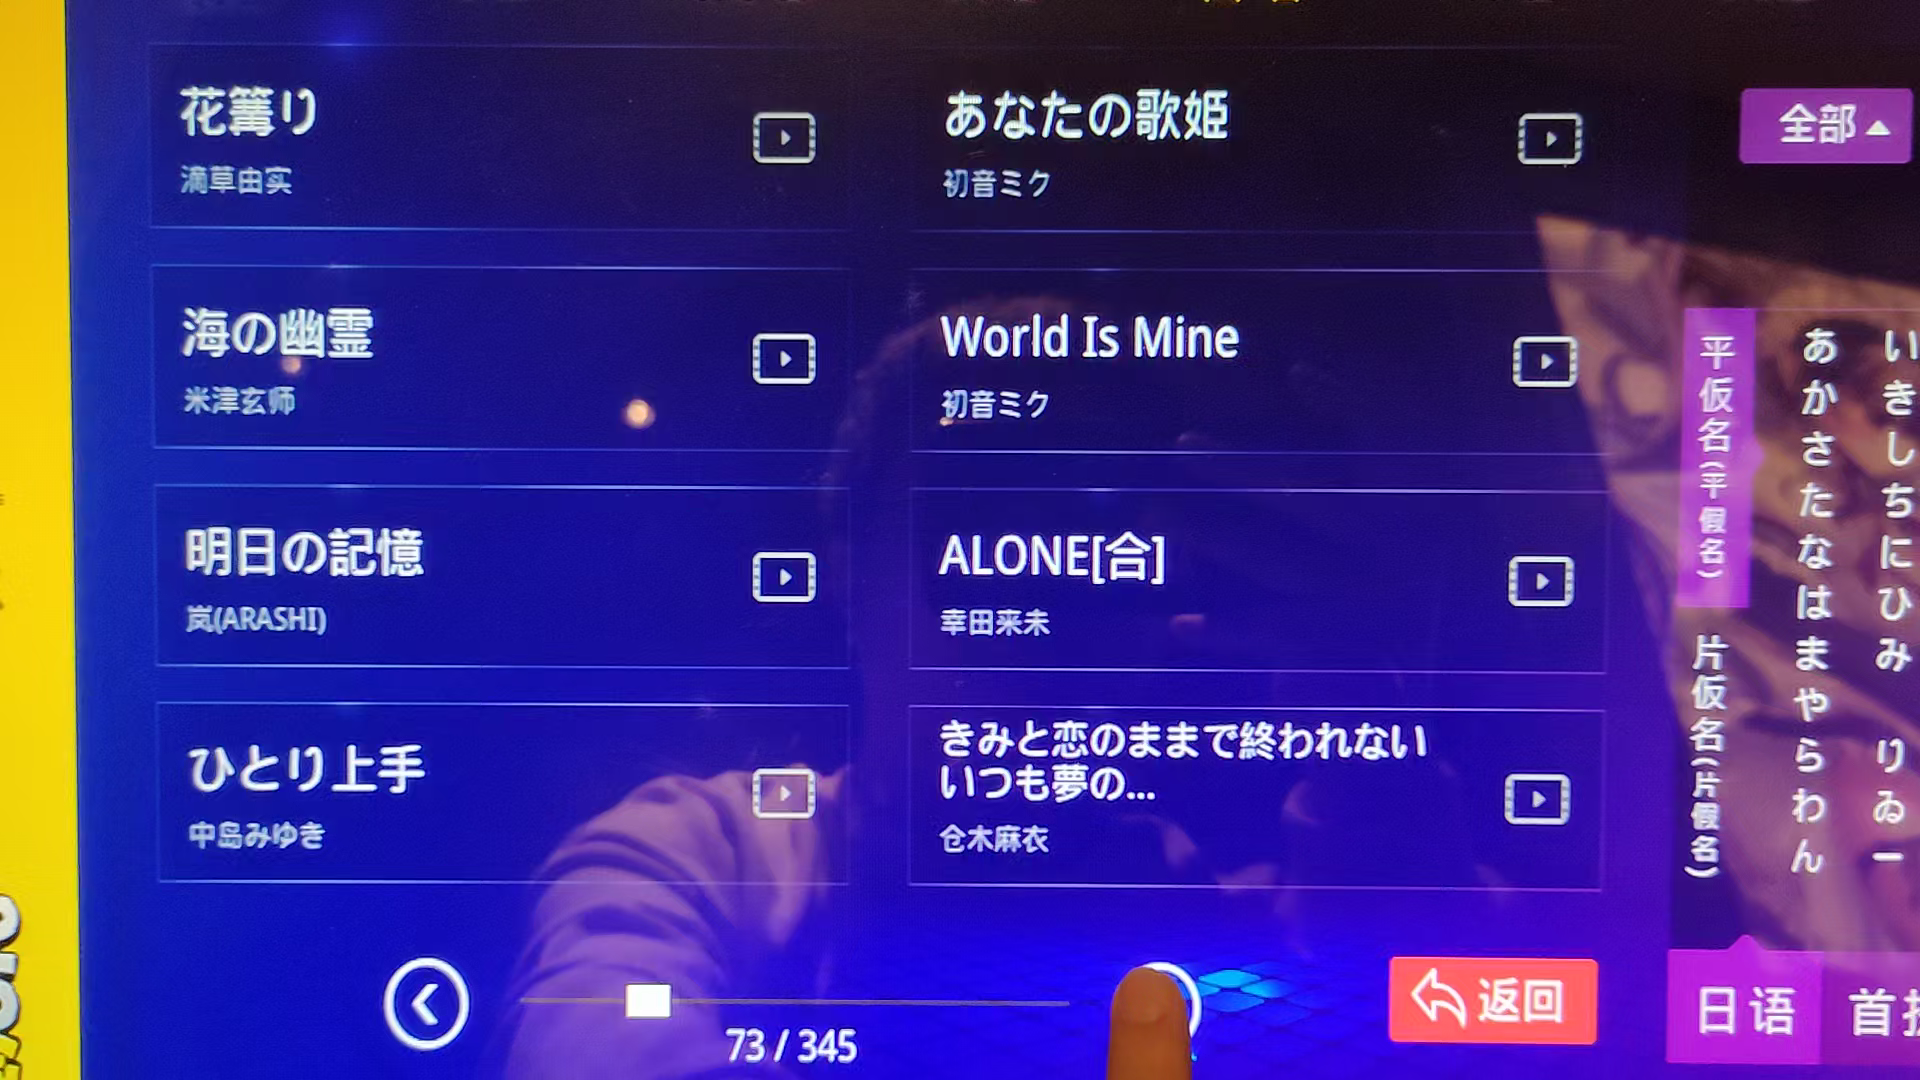 花篝り
滴草由实
あなたの歌姫
初音ミク
海の幽霊
米津玄师
World Is Mine
初音ミク
明日の記憶
岚(ARASHI)
ALONE[合]
幸田来未
ひとり上手
中岛みゆき
きみと恋のままで終われない
いつも夢の...
仓木麻衣
73 / 345
返回
全部
平仮名(平假名)
片仮名(片假名)
あかさたなはまやらわん
いきしちにひみ りゐー
日语
首